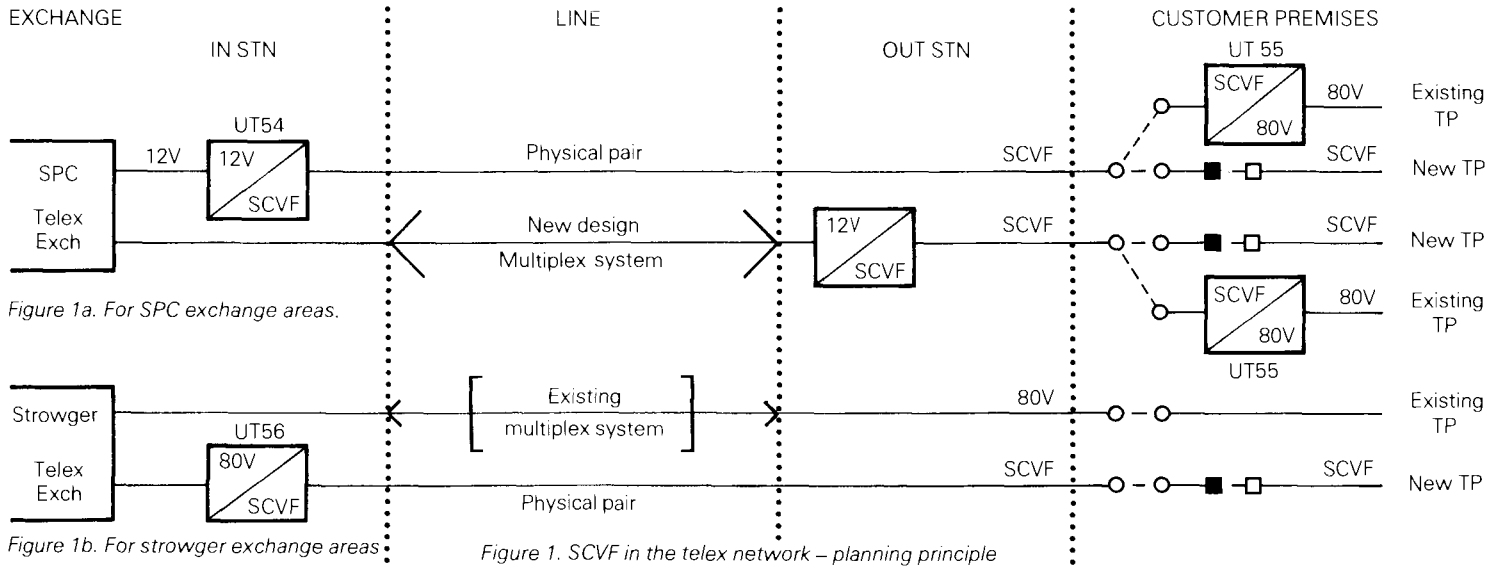 EXCHANGE LINE CUSTOMER PREMISES
IN STN OUT STN UT 55
SCVF 80V Existing
80V TP
UT54
SPC 12V 12V Physical pair SCVF SCVF New TP
SCVF
Telex
Exch New design 12V SCVF SCVF New TP
Multiplex system SCVF
SCVF 80V Existing
80V TP
Figure 1a. For SPC exchange areas.
UT55
Strowger Existing 80V Existing
multiplex system TP
UT56
Telex 80V SCVF SCVF New TP
Exch SCVF Physical pair
Figure 1b. For strowger exchange areas Figure 1. SCVF in the telex network – planning principle